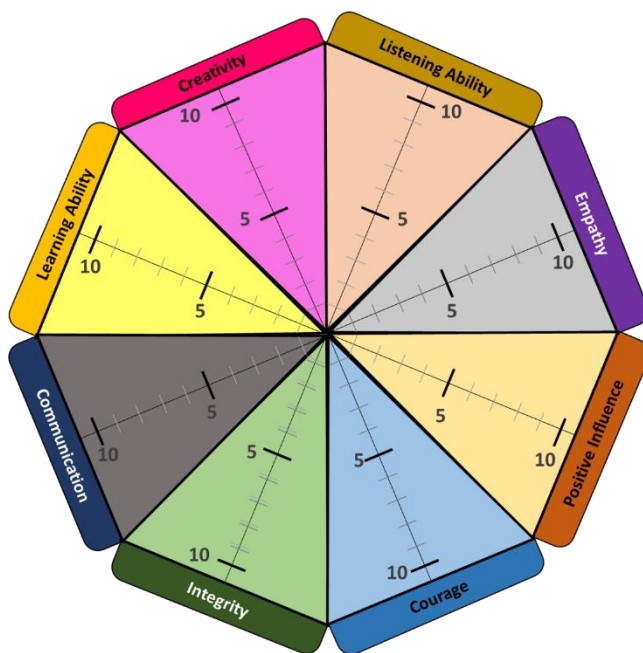 Creativity
10
5
Listening Ability
10
5
Empathy
10
5
Positive Influence
10
5
Courage
10
5
Integrity
10
5
Communication
10
5
Learning Ability
10
5